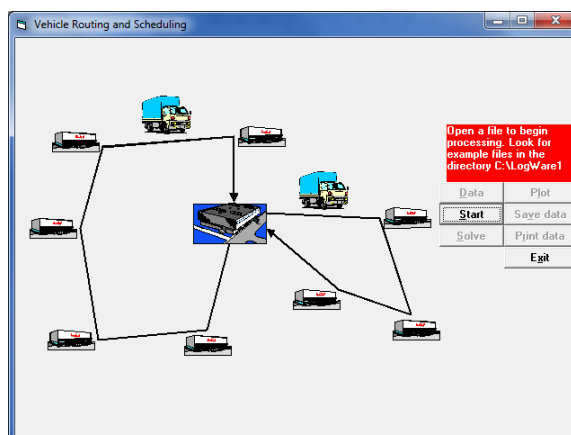 Vehicle Routing and Scheduling
Open a file to begin
processing. Look for
example files in the
directory C:\LogWare1
Data
Plot
Start
Save data
Solve
Print data
Exit